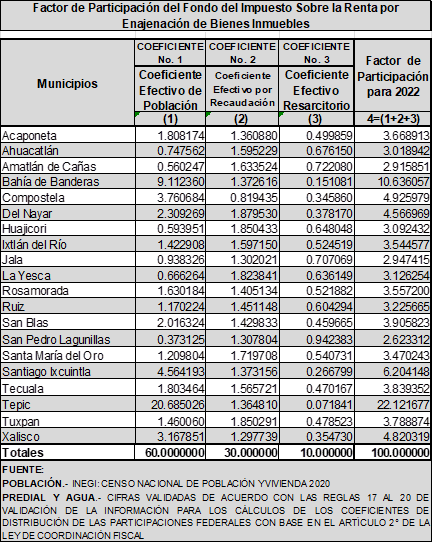 Factor de Participación del Fondo del Impuesto Sobre la Renta por
Enajenación de Bienes Inmuebles
Municipios
COEFICIENTE No. 1
COEFICIENTE No. 2
COEFICIENTE No. 3
Factor de Participación para 2022
Coeficiente Efectivo de Población
Coeficiente Efectivo por Recaudación
Coeficiente Efectivo Resarcitorio
(1) (2) (3) 4=(1+2+3)
Acaponeta 1.808174 1.360880 0.499859 3.668913
Ahuacatlán 0.747562 1.595229 0.676150 3.018942
Amatlán de Cañas 0.560247 1.633524 0.722080 2.915851
Bahía de Banderas 9.112360 1.372616 0.151081 10.636057
Compostela 3.760684 0.819435 0.345860 4.925979
Del Nayar 2.309269 1.879530 0.378170 4.566969
Huajicori 0.593951 1.850433 0.648048 3.092432
Ixtlán del Río 1.422908 1.597150 0.524519 3.544577
Jala 0.938326 1.302021 0.707069 2.947415
La Yesca 0.666264 1.823841 0.636149 3.126254
Rosamorada 1.630184 1.405134 0.521882 3.557200
Ruiz 1.170224 1.451148 0.604294 3.225665
San Blas 2.016324 1.429833 0.459665 3.905823
San Pedro Lagunillas 0.373125 1.307804 0.942383 2.623312
Santa María del Oro 1.209804 1.719708 0.540731 3.470243
Santiago Ixcuintla 4.564193 1.373156 0.266799 6.204148
Tecuala 1.803464 1.565721 0.470167 3.839352
Tepic 20.685026 1.364810 0.071841 22.121677
Tuxpan 1.460060 1.850291 0.478523 3.788874
Xalisco 3.167851 1.297739 0.354730 4.820319
Totales 60.0000000 30.000000 10.000000 100.000000
FUENTE:
POBLACIÓN.- INEGI: CENSO NACIONAL DE POBLACIÓN YVIVIENDA 2020
PREDIAL Y AGUA.- CIFRAS VALIDADAS DE ACUERDO CON LAS REGLAS 17 AL 20 DE
VALIDACIÓN DE LA INFORMACIÓN PARA LOS CÁLCULOS DE LOS COEFICIENTES DE
DISTRIBUCIÓN DE LAS PARTICIPACIONES FEDERALES CON BASE EN EL ARTÍCULO 2° DE LA
LEY DE COORDINACIÓN FISCAL